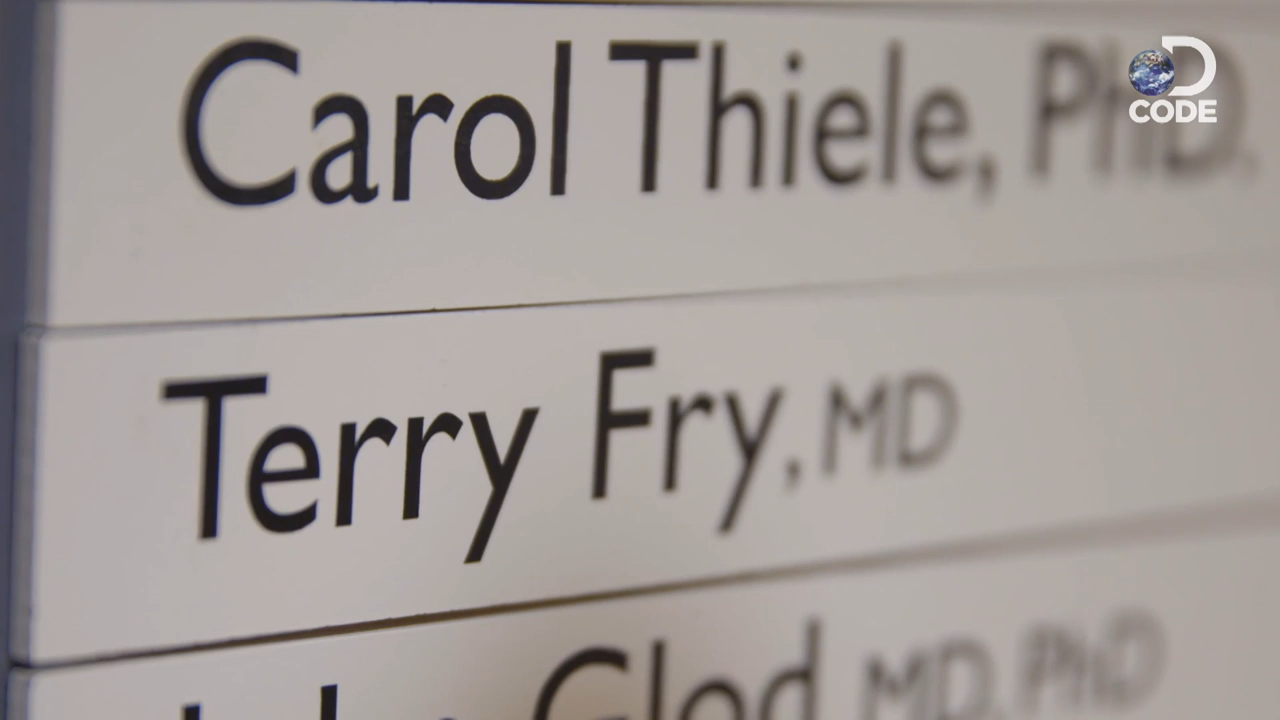 Carol Thiele, PhD.
D
CODE
Terry Fry, MD
Glod MD, PhD